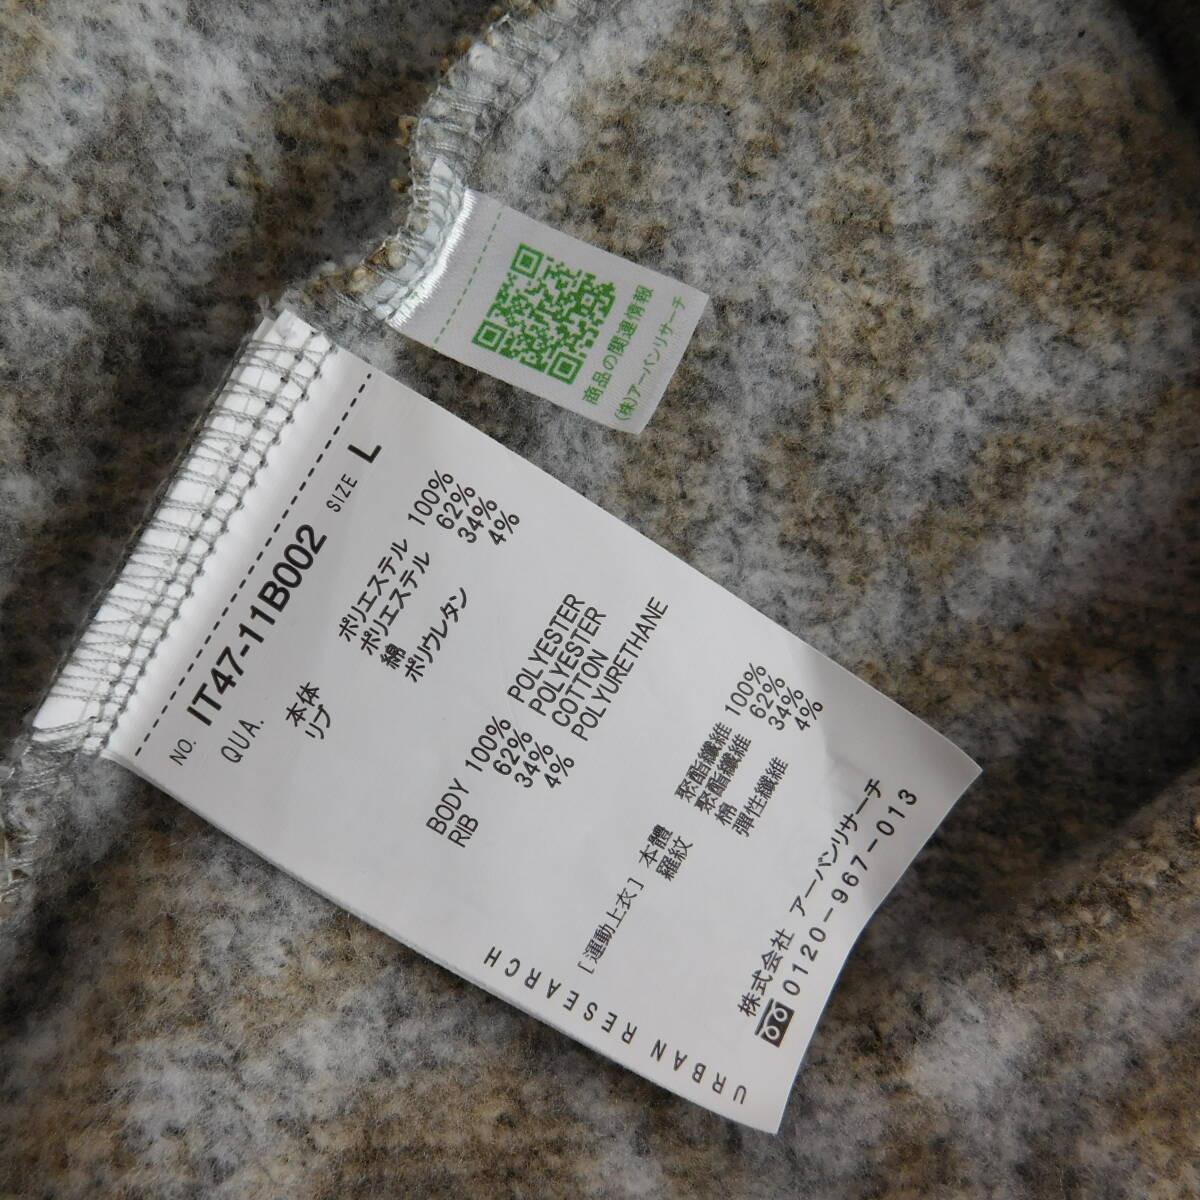 商品の関連情報
(株)アーバンリサーチ
NO. IT47-11B002 SIZE L
QUA.
本体 ポリエステル 100%
リブ ポリエステル 62%
綿 34%
ポリウレタン 4%
BODY 100% POLYESTER
RIB 62% POLYESTER
34% COTTON
4% POLYURETHANE
[運動上衣] 本體 聚酯纖維 100%
羅紋 聚酯纖維 62%
棉 34%
彈性纖維 4%
株式会社 アーバンリサーチ
0120-967-013
URBAN RESEARCH